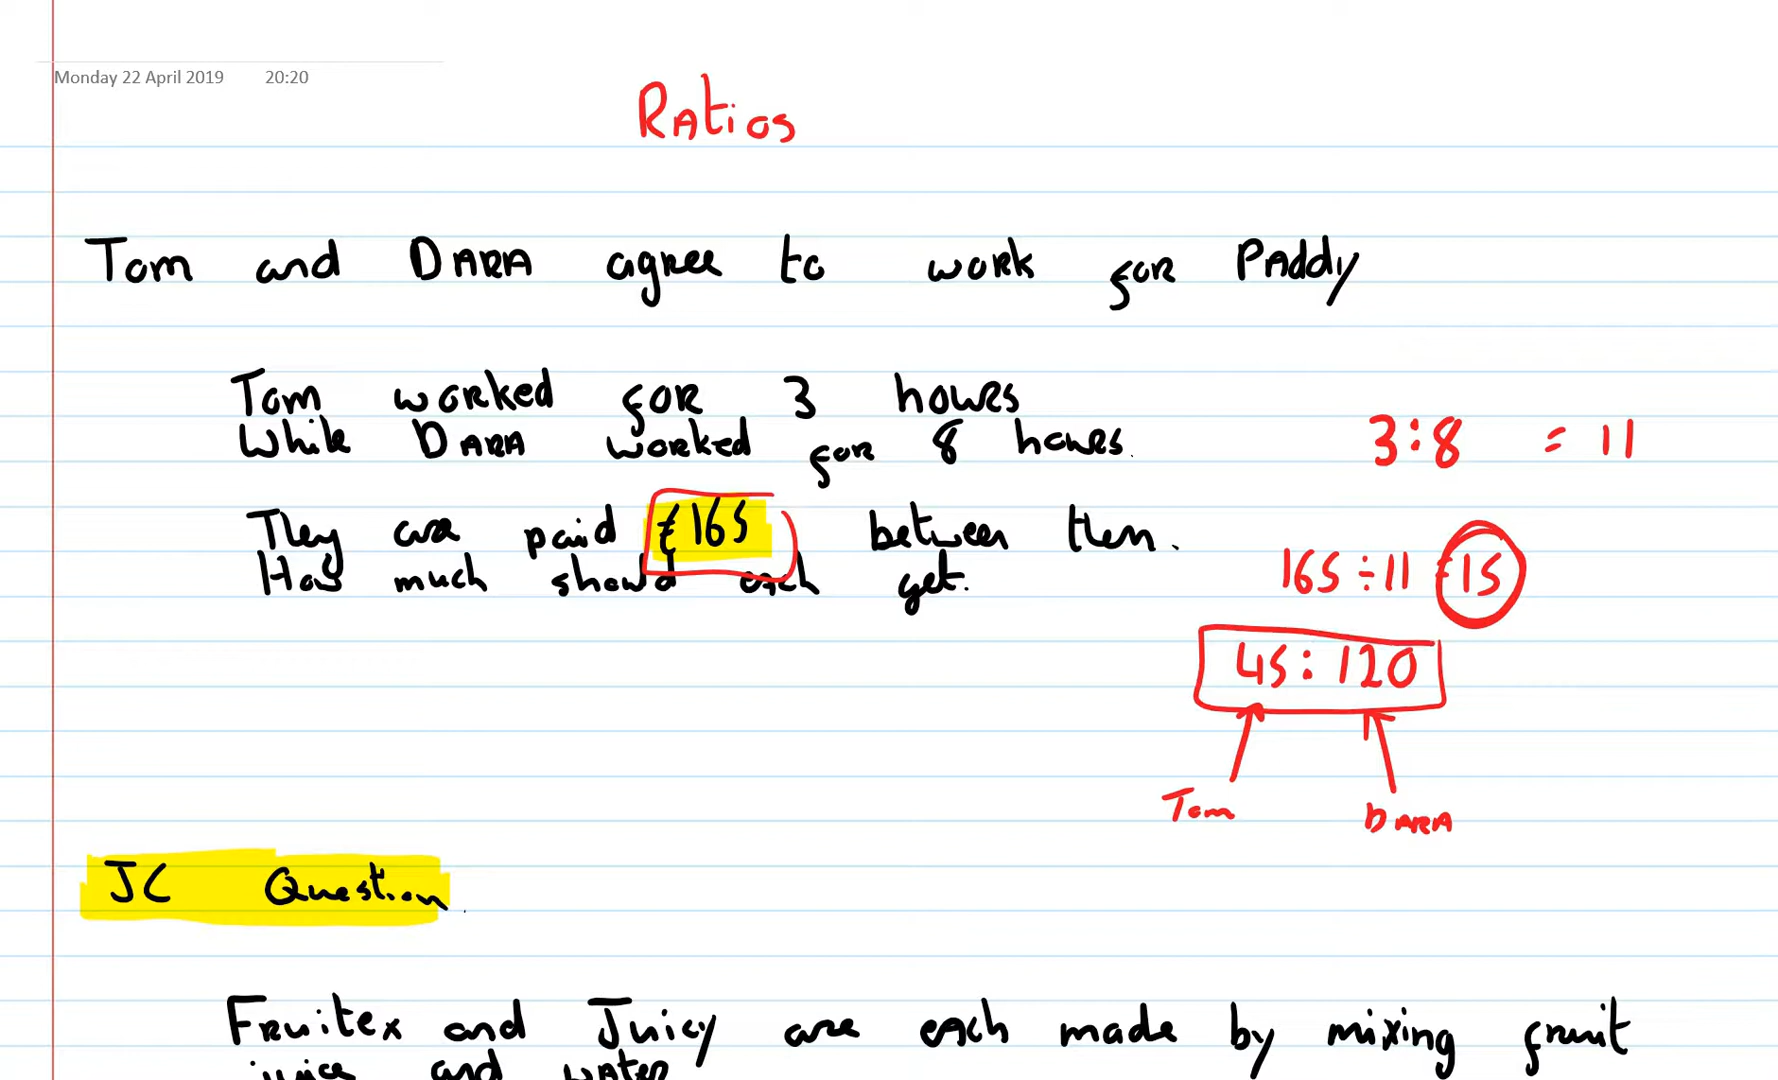 Monday 22 April 2019 20:20
Ratios
Tom and DARA agree to work for PADDy
Tom worked for 3 hours
While DARA worked for 8 hours.
3:8 = 11
They are paid €165 between them.
165 ÷ 11 = 15
How much should each get.
45 : 120
Tom DARA
JC Question.
Fruitex and Juicy are each made by mixing fruit
juice and water